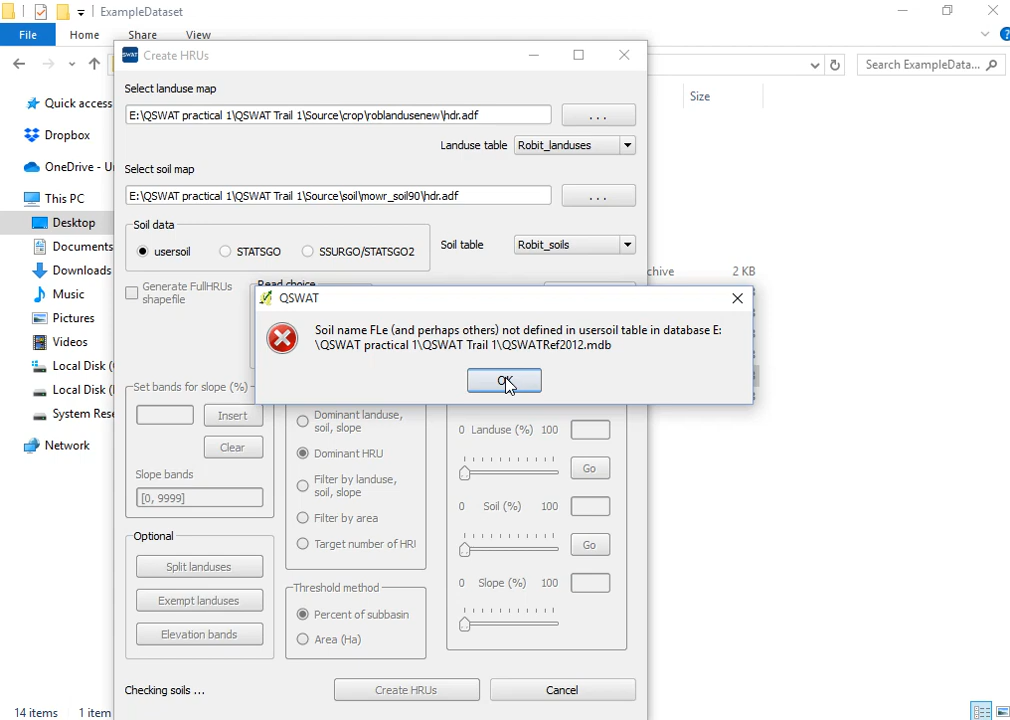 ExampleDataset
File
Home
Share
View
Search ExampleData...
Size
Quick access
Dropbox
OneDrive - Un
This PC
Desktop
Documents
Downloads
Music
Pictures
Videos
Local Disk (
Local Disk (
System Rese
Network
chive
2 KB
14 items
1 item
Create HRUs
Select landuse map
E:\QSWAT practical 1\QSWAT Trail 1\Source\crop\roblandusenew\hdr.adf
...
Landuse table
Robit_landuses
Select soil map
E:\QSWAT practical 1\QSWAT Trail 1\Source\soil\mowr_soil90\hdr.adf
...
Soil data
usersoil
STATSGO
SSURGO/STATSGO2
Soil table
Robit_soils
Generate FullHRUs
shapefile
Read choice
QSWAT
Soil name FLe (and perhaps others) not defined in usersoil table in database E:
\QSWAT practical 1\QSWAT Trail 1\QSWATRef2012.mdb
OK
Set bands for slope (%)
Insert
Clear
Slope bands
[0, 9999]
Optional
Split landuses
Exempt landuses
Elevation bands
Dominant landuse,
soil, slope
Dominant HRU
Filter by landuse,
soil, slope
Filter by area
Target number of HRU
Threshold method
Percent of subbasin
Area (Ha)
0 Landuse (%) 100
Go
0 Soil (%) 100
Go
0 Slope (%) 100
Checking soils ...
Create HRUs
Cancel
SWAT